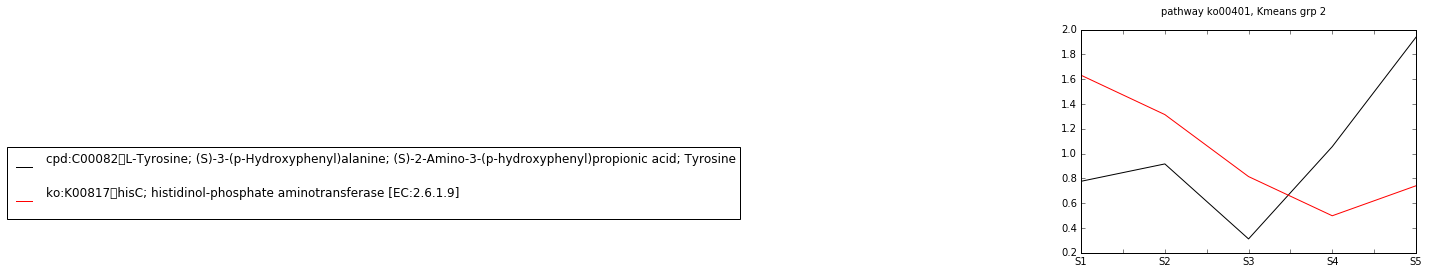 pathway ko00401, Kmeans grp 2
2.0
1.8
1.6
1.4
1.2
1.0
0.8
0.6
0.4
0.2
S1 S2 S3 S4 S5
cpd:C00082▯L-Tyrosine; (S)-3-(p-Hydroxyphenyl)alanine; (S)-2-Amino-3-(p-hydroxyphenyl)propionic acid; Tyrosine
ko:K00817▯hisC; histidinol-phosphate aminotransferase [EC:2.6.1.9]